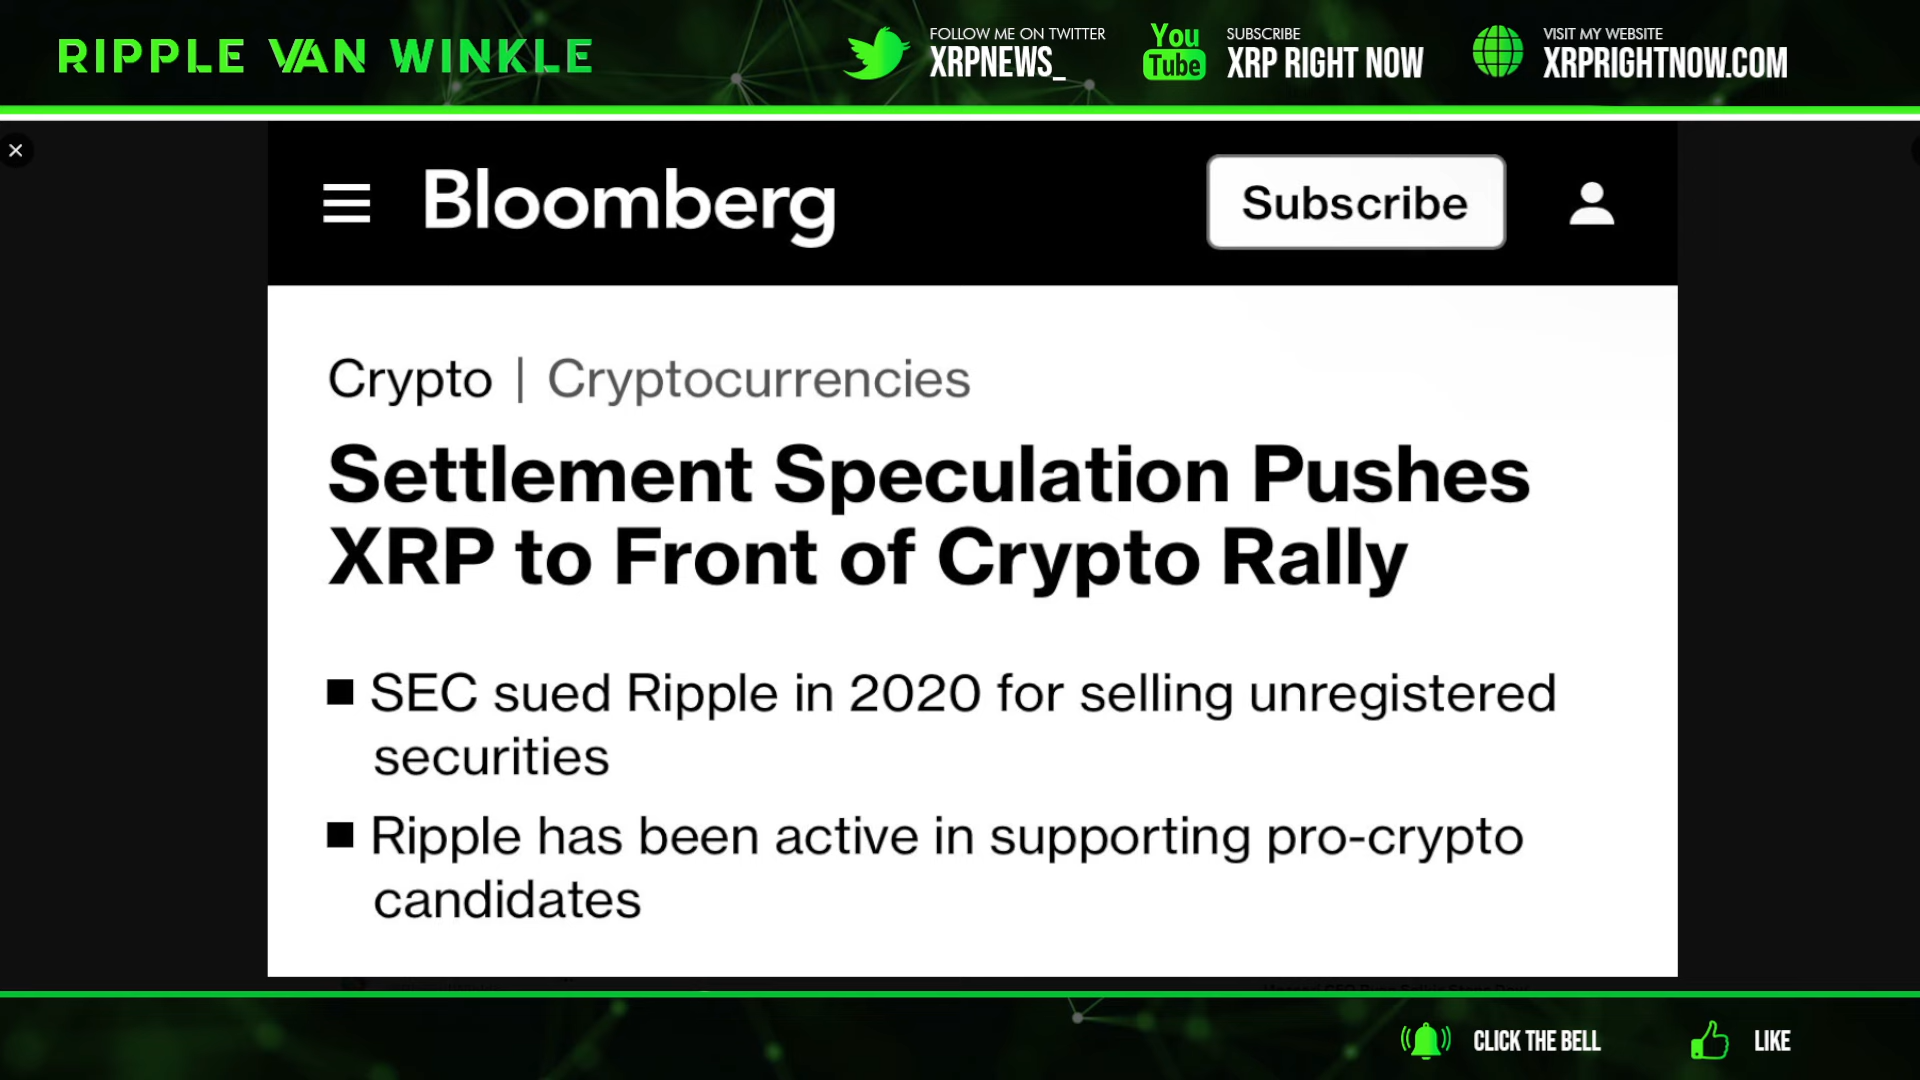 RIPPLE VAN WINKLE
FOLLOW ME ON TWITTER
XRPNEWS_
You
Tube
SUBSCRIBE
XRP RIGHT NOW
VISIT MY WEBSITE
XRPRIGHTNOW.COM
Bloomberg
Subscribe
Crypto | Cryptocurrencies
Settlement Speculation Pushes
XRP to Front of Crypto Rally
■ SEC sued Ripple in 2020 for selling unregistered
securities
■ Ripple has been active in supporting pro-crypto
candidates
CLICK THE BELL
LIKE